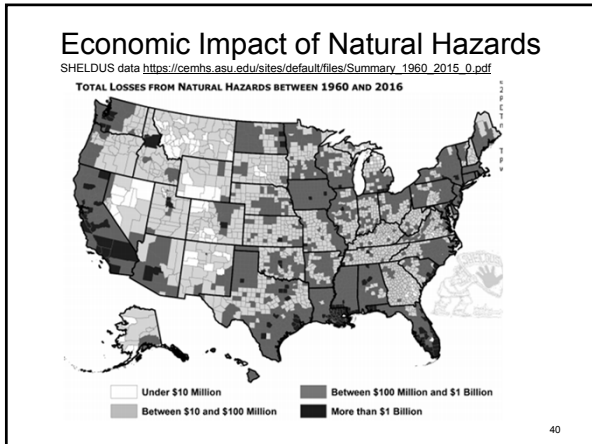 Economic Impact of Natural Hazards
SHELDUS data https://cemhs.asu.edu/sites/default/files/Summary_1960_2015_0.pdf
TOTAL LOSSES FROM NATURAL HAZARDS BETWEEN 1960 AND 2016
Under $10 Million
Between $100 Million and $1 Billion
Between $10 and $100 Million
More than $1 Billion
40